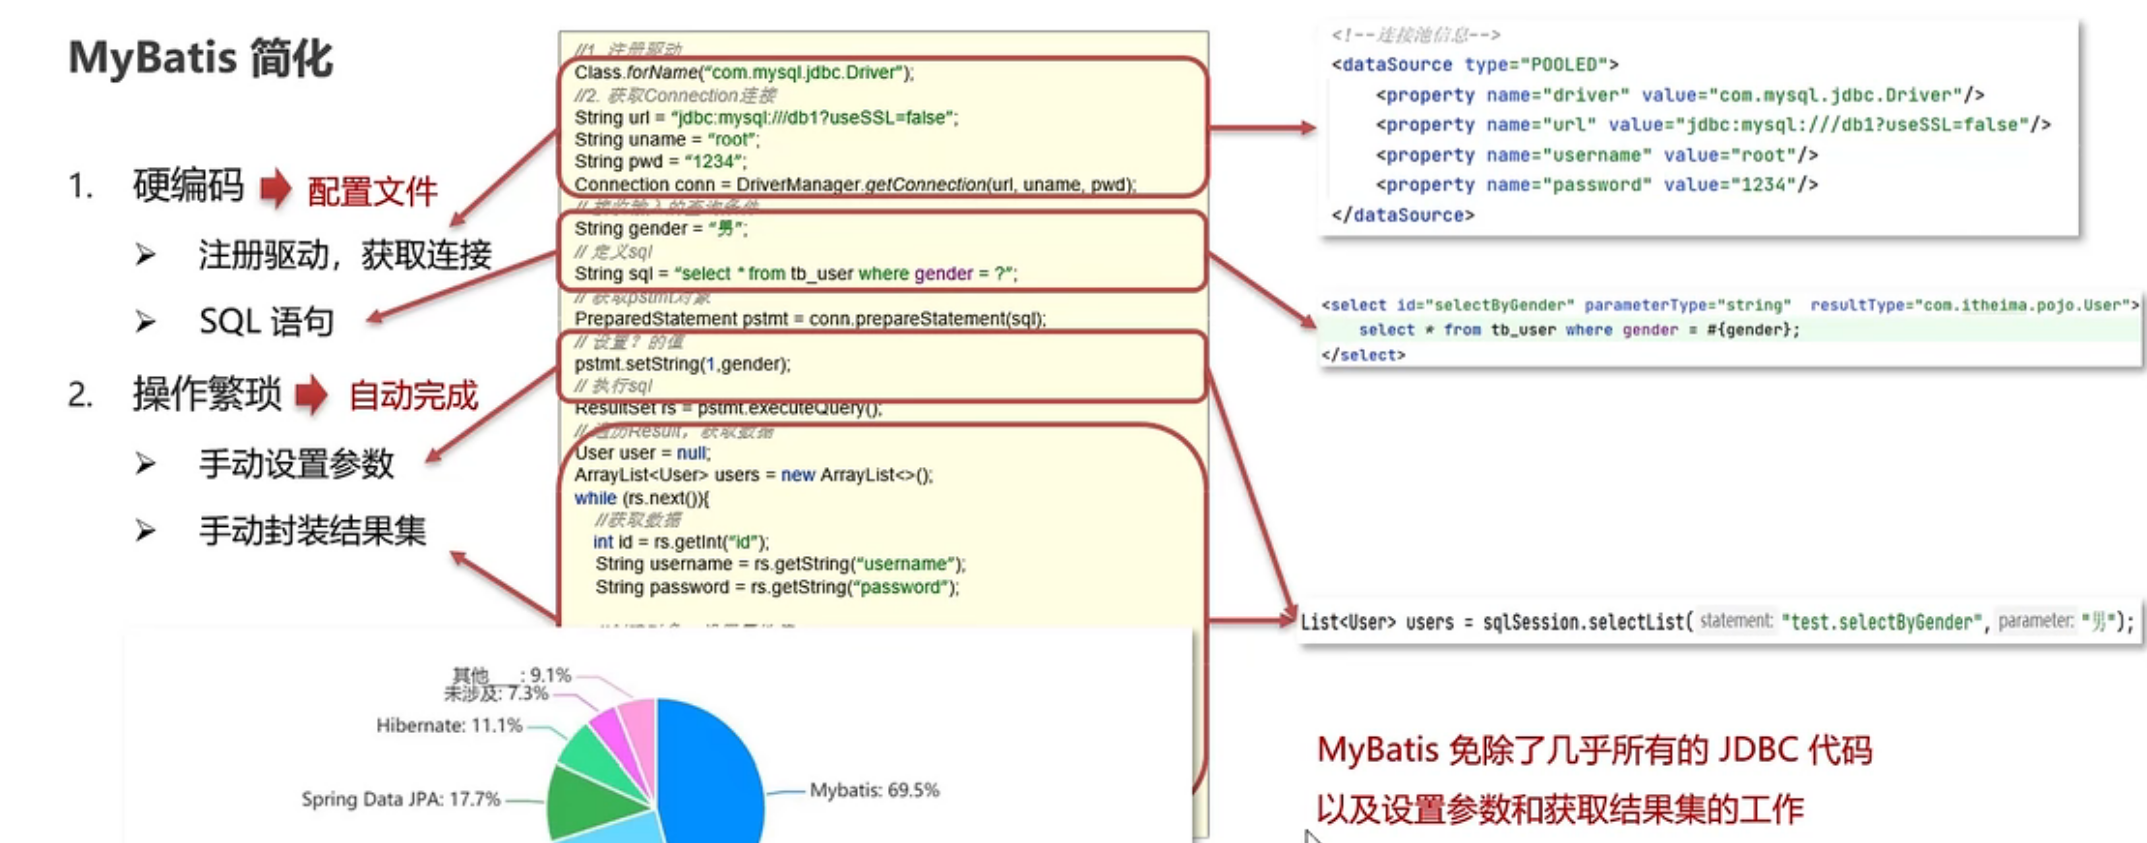 MyBatis 简化
1. 硬编码 配置文件
➢ 注册驱动，获取连接
➢ SQL 语句
2. 操作繁琐 自动完成
➢ 手动设置参数
➢ 手动封装结果集
//1. 注册驱动
Class.forName("com.mysql.jdbc.Driver");
//2. 获取Connection连接
String url = "jdbc:mysql:///db1?useSSL=false";
String uname = "root";
String pwd = "1234";
Connection conn = DriverManager.getConnection(url, uname, pwd);
// 接收输入的查询条件
String gender = "男";
// 定义sql
String sql = "select * from tb_user where gender = ?";
// 获取pstmt对象
PreparedStatement pstmt = conn.prepareStatement(sql);
// 设置？的值
pstmt.setString(1,gender);
// 执行sql
ResultSet rs = pstmt.executeQuery();
// 遍历Result，获取数据
User user = null;
ArrayList<User> users = new ArrayList<>();
while (rs.next()){
//获取数据
int id = rs.getInt("id");
String username = rs.getString("username");
String password = rs.getString("password");
<!--连接池信息-->
<dataSource type="POOLED">
<property name="driver" value="com.mysql.jdbc.Driver"/>
<property name="url" value="jdbc:mysql:///db1?useSSL=false"/>
<property name="username" value="root"/>
<property name="password" value="1234"/>
</dataSource>
<select id="selectByGender" parameterType="string" resultType="com.itheima.pojo.User">
select * from tb_user where gender = #{gender};
</select>
List<User> users = sqlSession.selectList( statement: "test.selectByGender", parameter: "男");
其他___: 9.1%
未涉及: 7.3%
Hibernate: 11.1%
Spring Data JPA: 17.7%
Mybatis: 69.5%
MyBatis 免除了几乎所有的 JDBC 代码
以及设置参数和获取结果集的工作